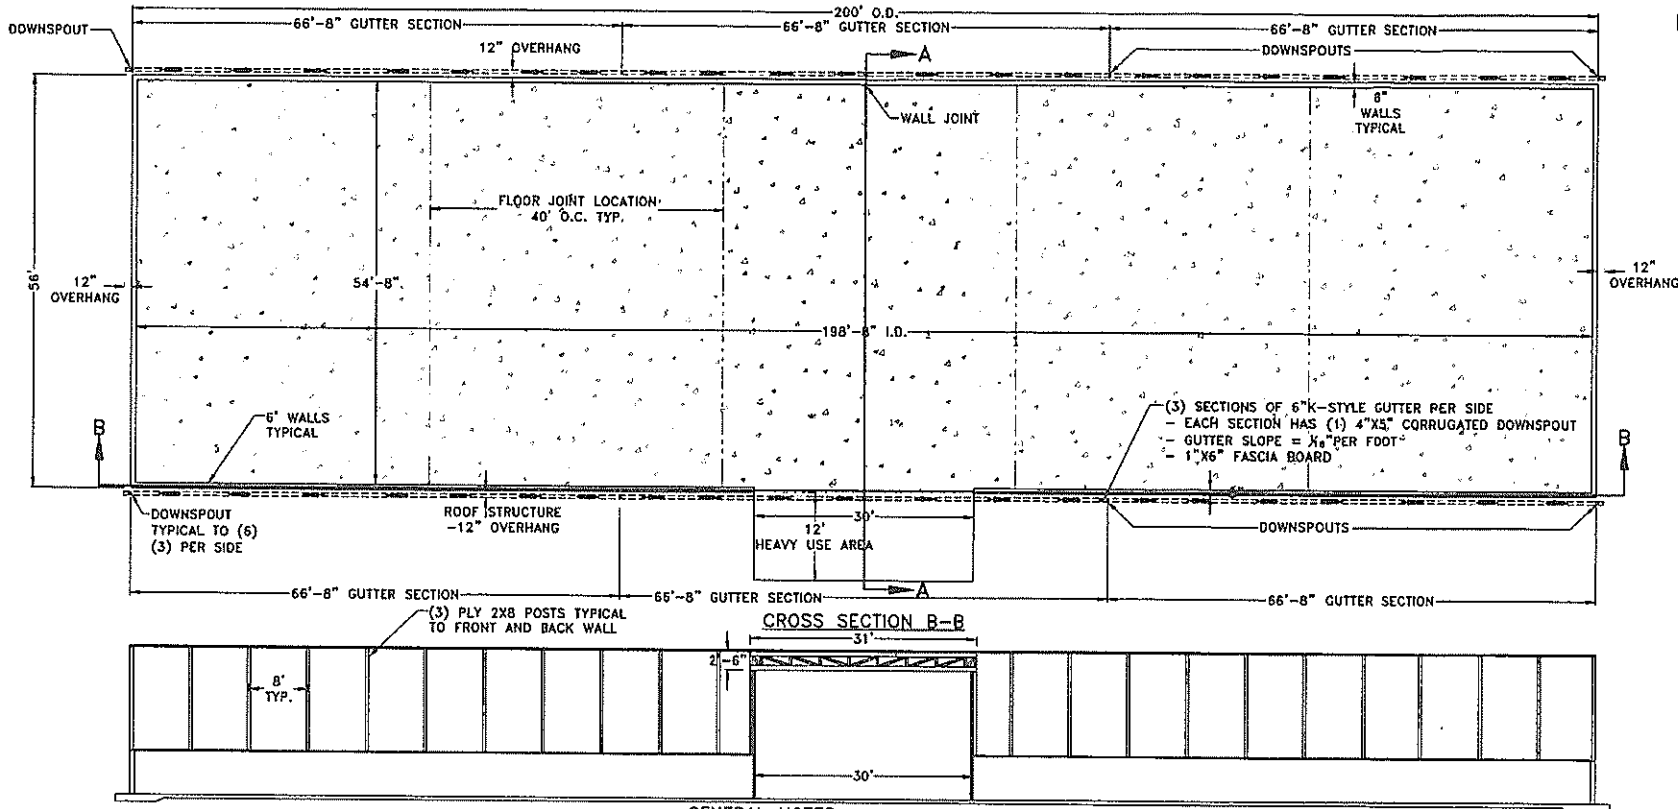 200' O.D.
66'-8" GUTTER SECTION
66'-8" GUTTER SECTION
66'-8" GUTTER SECTION
DOWNSPOUT
12" OVERHANG
A
DOWNSPOUTS
WALL JOINT
8"
WALLS
TYPICAL
FLOOR JOINT LOCATION
40' O.C. TYP.
56'
12"
OVERHANG
54'-8"
12"
OVERHANG
198'-8" I.D.
6' WALLS
TYPICAL
(3) SECTIONS OF 6"K-STYLE GUTTER PER SIDE
- EACH SECTION HAS (1) 4"X5" CORRUGATED DOWNSPOUT
- GUTTER SLOPE = 1/16"PER FOOT
- 1"X6" FASCIA BOARD
B
B
DOWNSPOUT
TYPICAL TO (6)
(3) PER SIDE
ROOF STRUCTURE
-12" OVERHANG
30'
12'
HEAVY USE AREA
DOWNSPOUTS
A
66'-8" GUTTER SECTION
66'-8" GUTTER SECTION
66'-8" GUTTER SECTION
(3) PLY 2X8 POSTS TYPICAL
TO FRONT AND BACK WALL
CROSS SECTION B-B
31'
2'-6"
8'
TYP.
30'